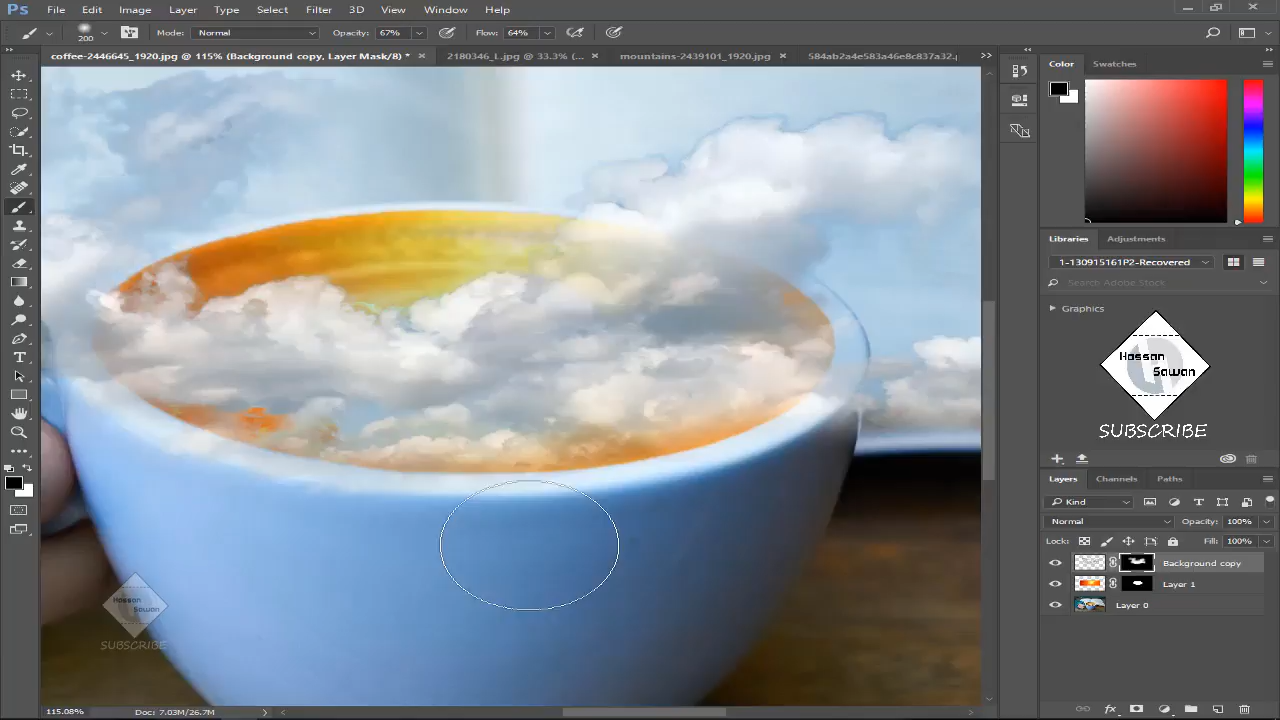 Ps File Edit Image Layer Type Select Filter 3D View Window Help
200 Mode: Normal Opacity: 67% Flow: 64%
coffee-2446645_1920.jpg @ 115% (Background copy, Layer Mask/8) * × 2180346_L.jpg @ 33.3% (... × mountains-2439101_1920.jpg × 584ab2a4e583a46e8c837a32.
Color Swatches
Libraries Adjustments
1-130915161P2-Recovered
Search Adobe Stock
Graphics
Hassan
Sawan
SUBSCRIBE
Layers Channels Paths
Kind
Normal Opacity: 100%
Lock: Fill: 100%
Background copy
Layer 1
Layer 0
Hassan
Sawan
SUBSCRIBE
115.08% Doc: 7.03M/26.7M